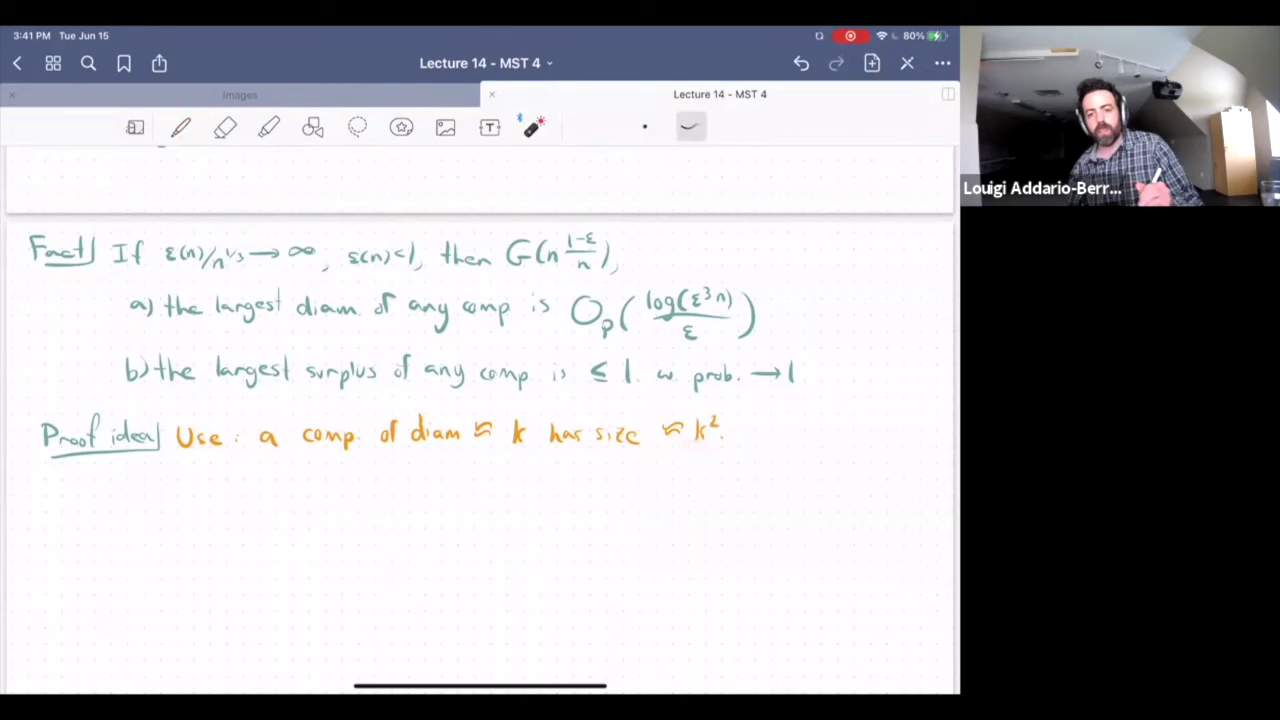 3:41 PM Tue Jun 15
80%
Lecture 14 - MST 4
Images
Lecture 14 - MST 4
Louigi Addario-Berr...
Fact If ε(n)/n^{1/3} → ∞, ε(n)<1, then G(n 1-ε/n),
a) the largest diam of any comp is O_p(log(ε³n)/ε)
b) the largest surplus of any comp is ≤ 1. w prob. → 1
Proof idea Use: a comp. of diam ≈ k has size ≈ k².